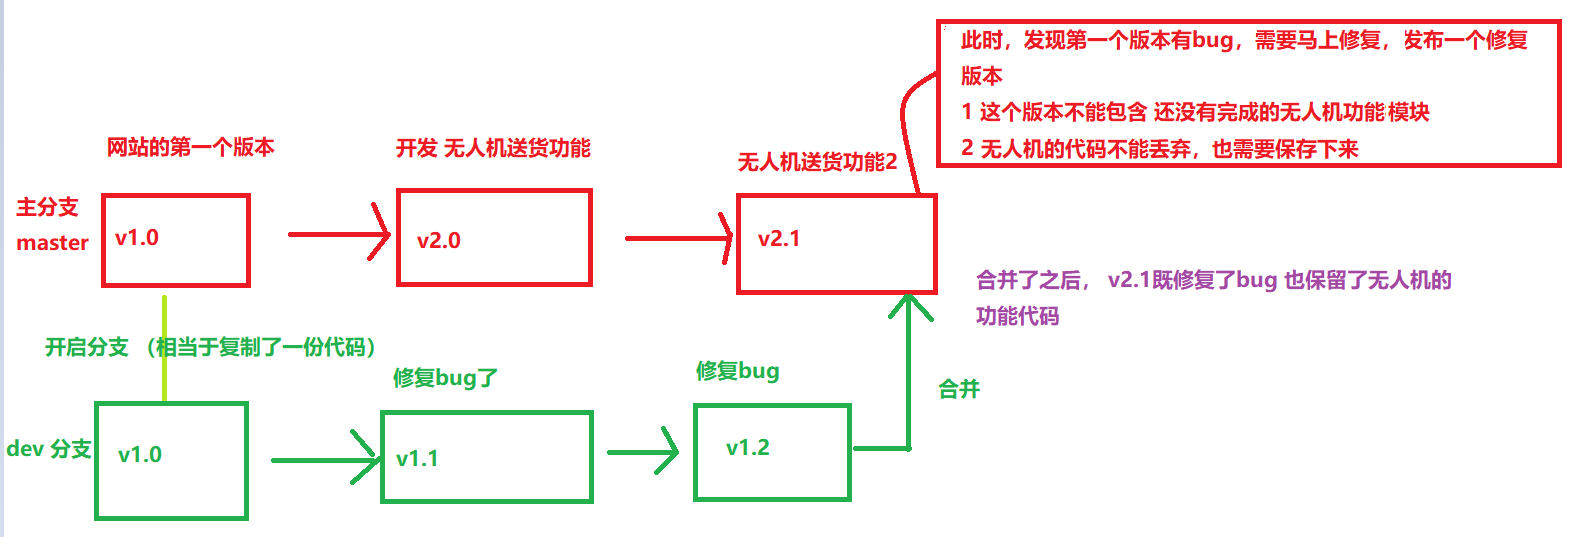 此时，发现第一个版本有bug，需要马上修复，发布一个修复
版本
1 这个版本不能包含 还没有完成的无人机功能模块
2 无人机的代码不能丢弃，也需要保存下来
网站的第一个版本
开发 无人机送货功能
无人机送货功能2
主分支
master
v1.0
v2.0
v2.1
合并了之后， v2.1既修复了bug 也保留了无人机的
功能代码
开启分支 （相当于复制了一份代码）
修复bug了
修复bug
合并
dev 分支
v1.0
v1.1
v1.2